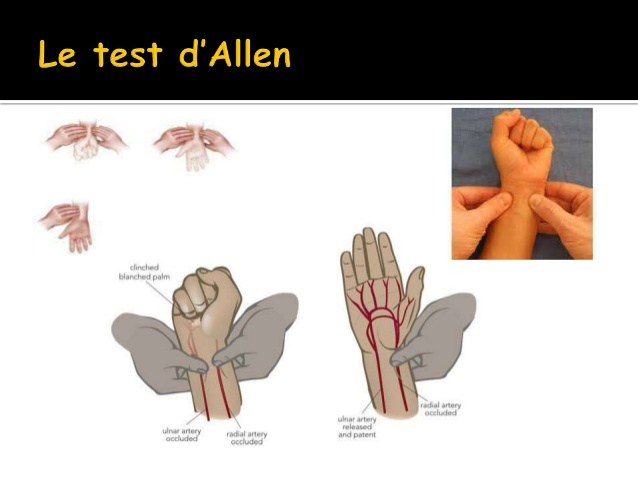 Le test d'Allen
clinched
blanched palm
ulnar artery
occluded
radial artery
occluded
ulnar artery
released
and patent
radial artery
occluded